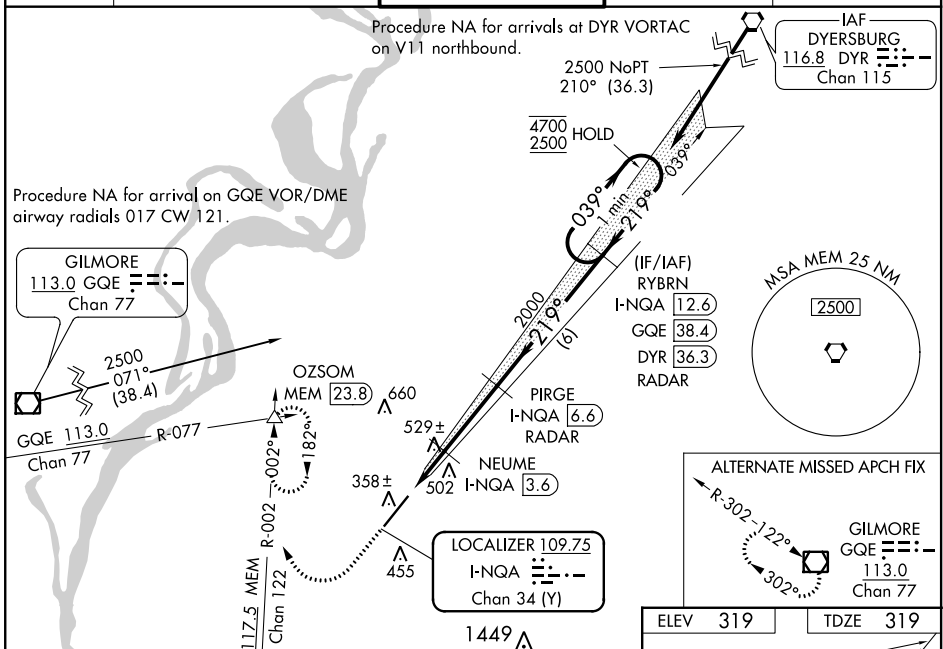 Procedure NA for arrivals at DYR VORTAC
on V11 northbound.
IAF
DYERSBURG
116.8 DYR
Chan 115
2500 NoPT
210° (36.3)
4700
2500
HOLD
039°
039°
1 min
219°
Procedure NA for arrival on GQE VOR/DME
airway radials 017 CW 121.
GILMORE
113.0 GQE
Chan 77
(IF/IAF)
RYBRN
I-NQA 12.6
GQE 38.4
DYR 36.3
RADAR
MSA MEM 25 NM
2500
2000
219°
(6)
2500
071°
(38.4)
OZSOM
MEM 23.8
660
PIRGE
I-NQA 6.6
RADAR
GQE 113.0
Chan 77
R-077
002°
182°
529±
502
NEUME
I-NQA 3.6
358±
455
LOCALIZER 109.75
I-NQA
Chan 34 (Y)
117.5 MEM
Chan 122
R-002
1449
ALTERNATE MISSED APCH FIX
R-302-122°
302°
GILMORE
GQE
113.0
Chan 77
ELEV 319
TDZE 319